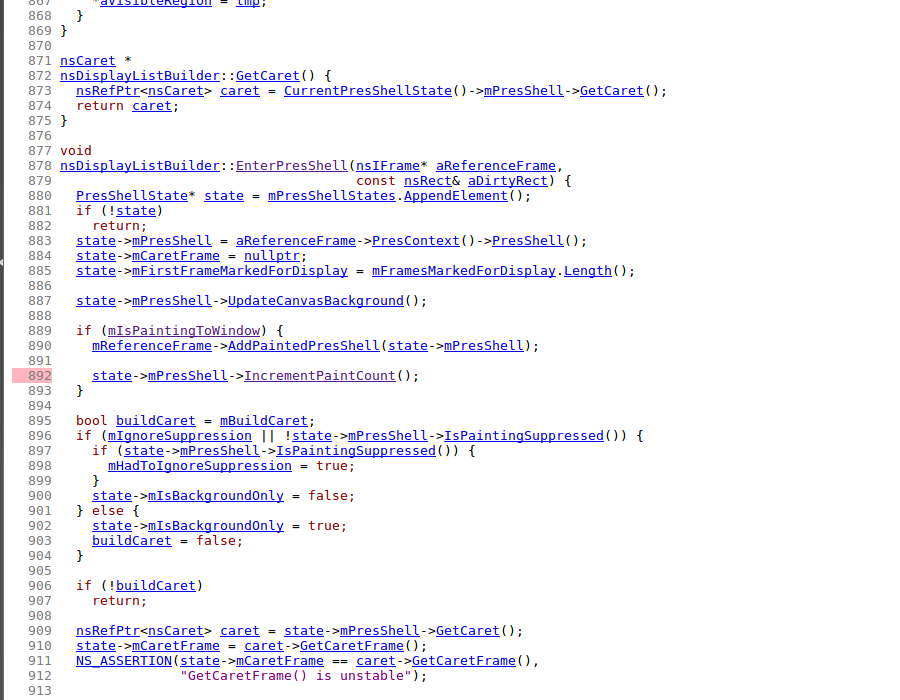 867     *avisibleRegion = tmp;
868   }
869 }
870
871 nsCaret *
872 nsDisplayListBuilder::GetCaret() {
873   nsRefPtr<nsCaret> caret = CurrentPresShellState()->mPresShell->GetCaret();
874   return caret;
875 }
876
877 void
878 nsDisplayListBuilder::EnterPresShell(nsIFrame* aReferenceFrame,
879                                      const nsRect& aDirtyRect) {
880   PresShellState* state = mPresShellStates.AppendElement();
881   if (!state)
882     return;
883   state->mPresShell = aReferenceFrame->PresContext()->PresShell();
884   state->mCaretFrame = nullptr;
885   state->mFirstFrameMarkedForDisplay = mFramesMarkedForDisplay.Length();
886
887   state->mPresShell->UpdateCanvasBackground();
888
889   if (mIsPaintingToWindow) {
890     mReferenceFrame->AddPaintedPresShell(state->mPresShell);
891
892     state->mPresShell->IncrementPaintCount();
893   }
894
895   bool buildCaret = mBuildCaret;
896   if (mIgnoreSuppression || !state->mPresShell->IsPaintingSuppressed()) {
897     if (state->mPresShell->IsPaintingSuppressed()) {
898       mHadToIgnoreSuppression = true;
899     }
900     state->mIsBackgroundOnly = false;
901   } else {
902     state->mIsBackgroundOnly = true;
903     buildCaret = false;
904   }
905
906   if (!buildCaret)
907     return;
908
909   nsRefPtr<nsCaret> caret = state->mPresShell->GetCaret();
910   state->mCaretFrame = caret->GetCaretFrame();
911   NS_ASSERTION(state->mCaretFrame == caret->GetCaretFrame(),
912                "GetCaretFrame() is unstable");
913